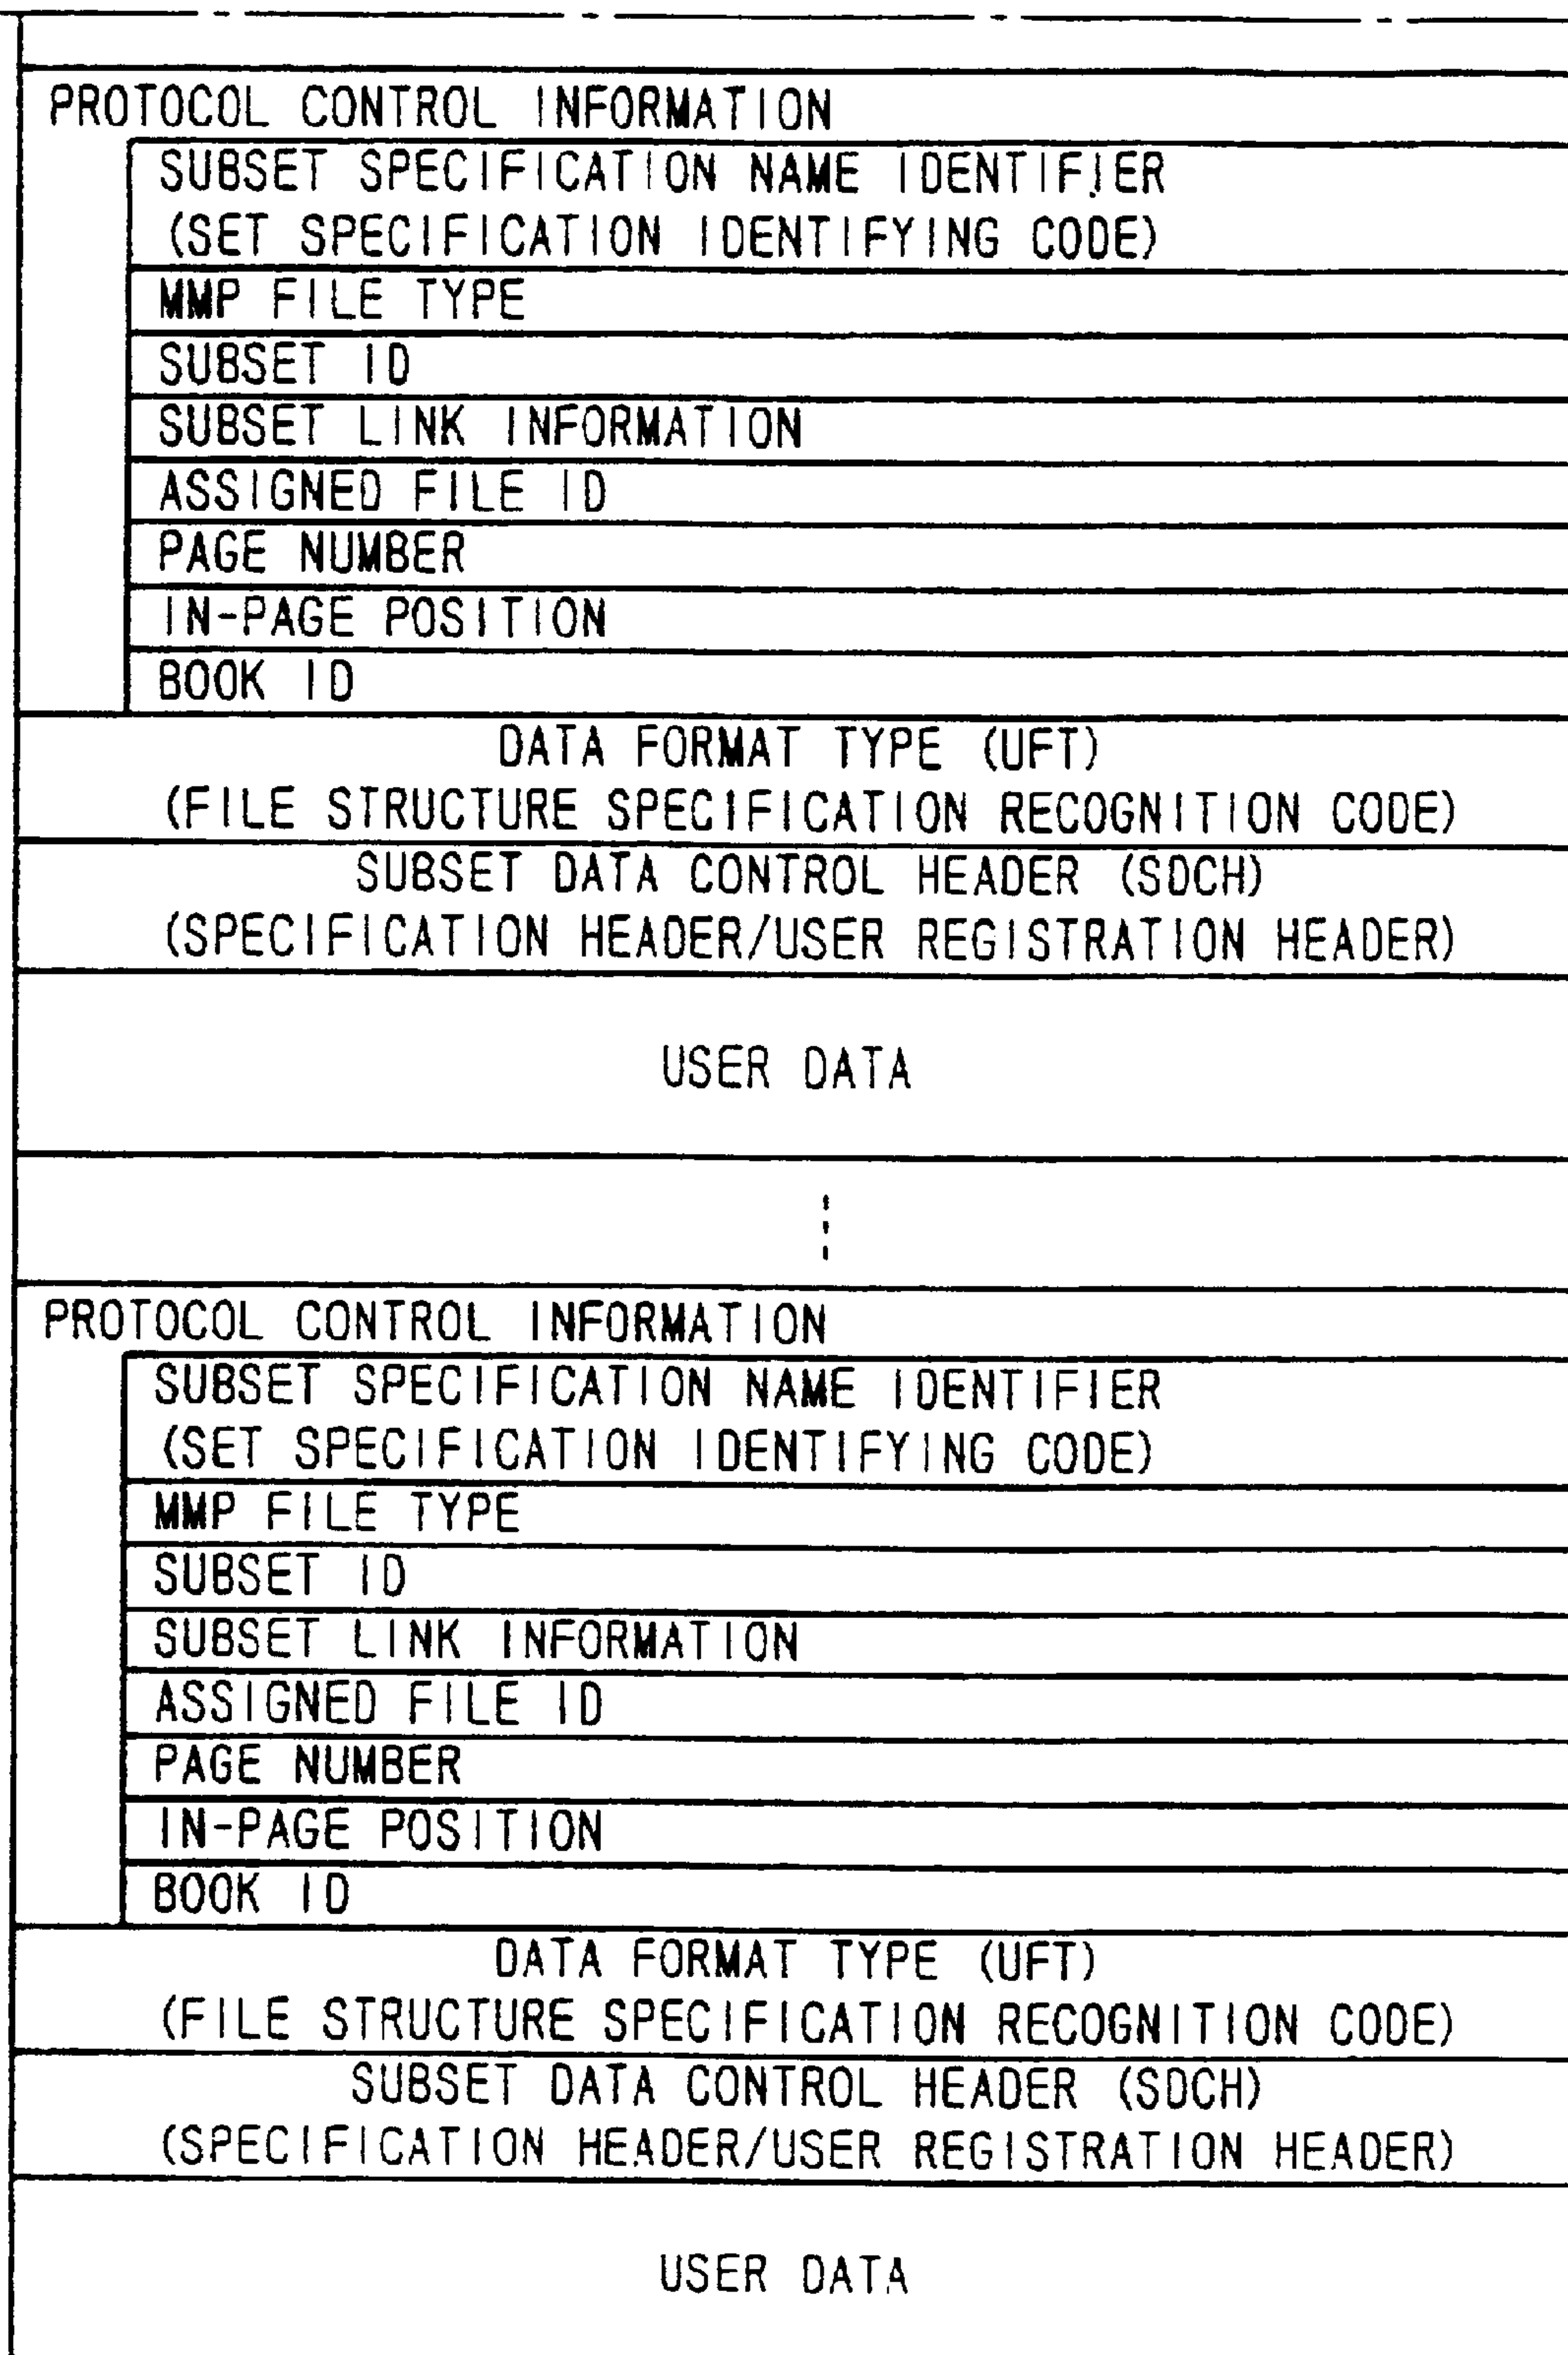 PROTOCOL CONTROL INFORMATION
SUBSET SPECIFICATION NAME IDENTIFIER
(SET SPECIFICATION IDENTIFYING CODE)
MMP FILE TYPE
SUBSET ID
SUBSET LINK INFORMATION
ASSIGNED FILE ID
PAGE NUMBER
IN-PAGE POSITION
BOOK ID
DATA FORMAT TYPE (UFT)
(FILE STRUCTURE SPECIFICATION RECOGNITION CODE)
SUBSET DATA CONTROL HEADER (SDCH)
(SPECIFICATION HEADER/USER REGISTRATION HEADER)
USER DATA
PROTOCOL CONTROL INFORMATION
SUBSET SPECIFICATION NAME IDENTIFIER
(SET SPECIFICATION IDENTIFYING CODE)
MMP FILE TYPE
SUBSET ID
SUBSET LINK INFORMATION
ASSIGNED FILE ID
PAGE NUMBER
IN-PAGE POSITION
BOOK ID
DATA FORMAT TYPE (UFT)
(FILE STRUCTURE SPECIFICATION RECOGNITION CODE)
SUBSET DATA CONTROL HEADER (SDCH)
(SPECIFICATION HEADER/USER REGISTRATION HEADER)
USER DATA